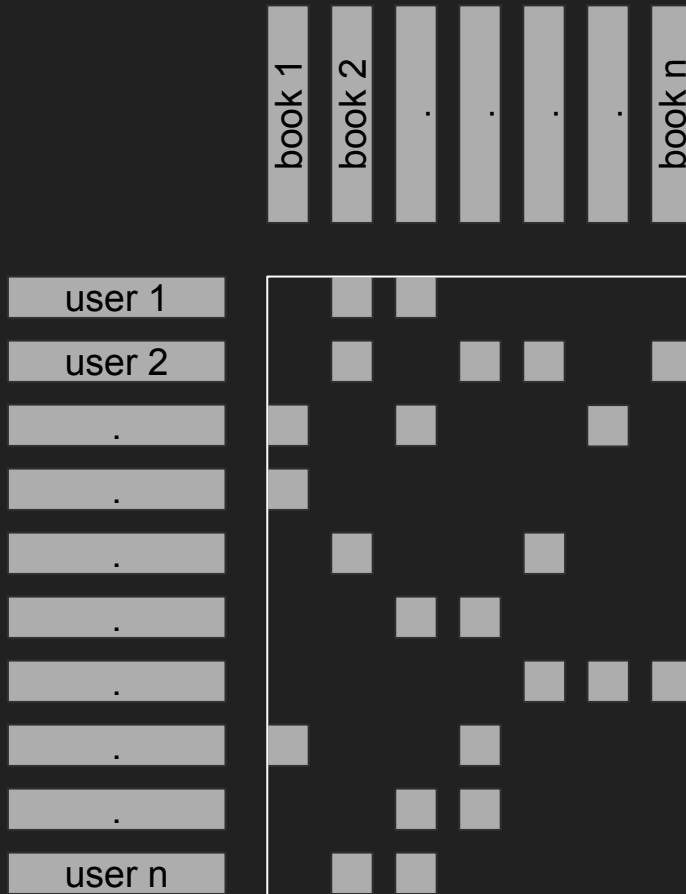 book 1
book 2
.
.
.
.
book n
user 1
user 2
.
.
.
.
.
.
.
user n